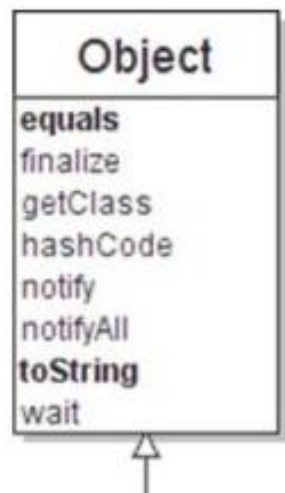 Object
equals
finalize
getClass
hashCode
notify
notifyAll
toString
wait